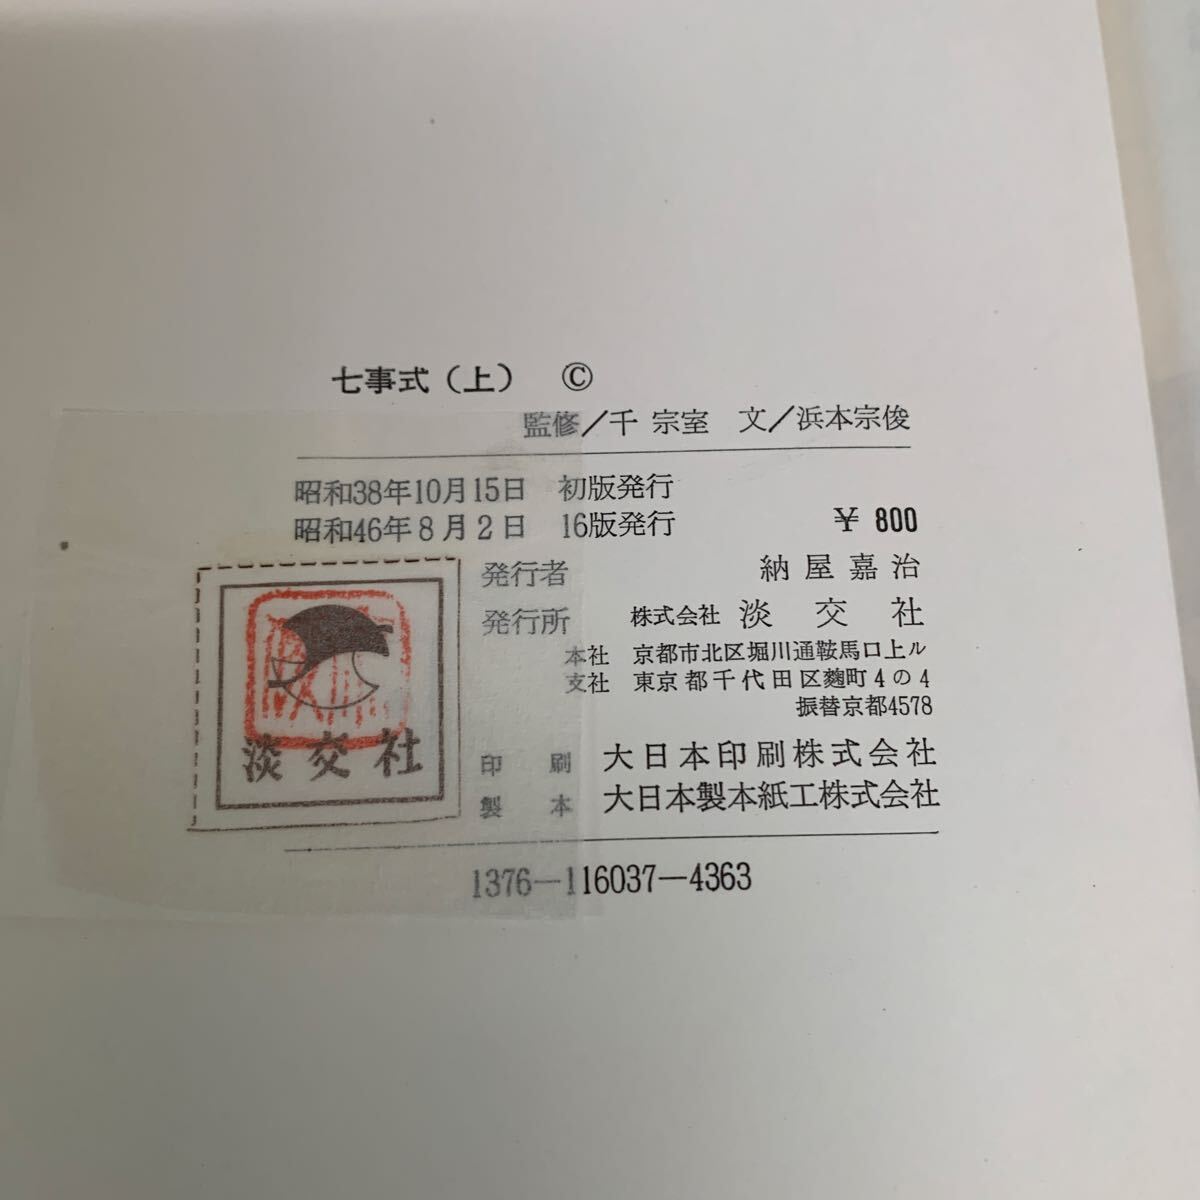 七事式（上） ©
監修／千 宗室 文／浜本宗俊
昭和38年10月15日 初版発行
昭和46年8月2日 16版発行 ¥800
発行者 納屋嘉治
発行所 株式会社 淡交社
本社 京都市北区堀川通鞍馬口上ル
支社 東京都千代田区麴町4の4
振替京都4578
印刷 大日本印刷株式会社
製本 大日本製本紙工株式会社
淡交社
1376—116037—4363